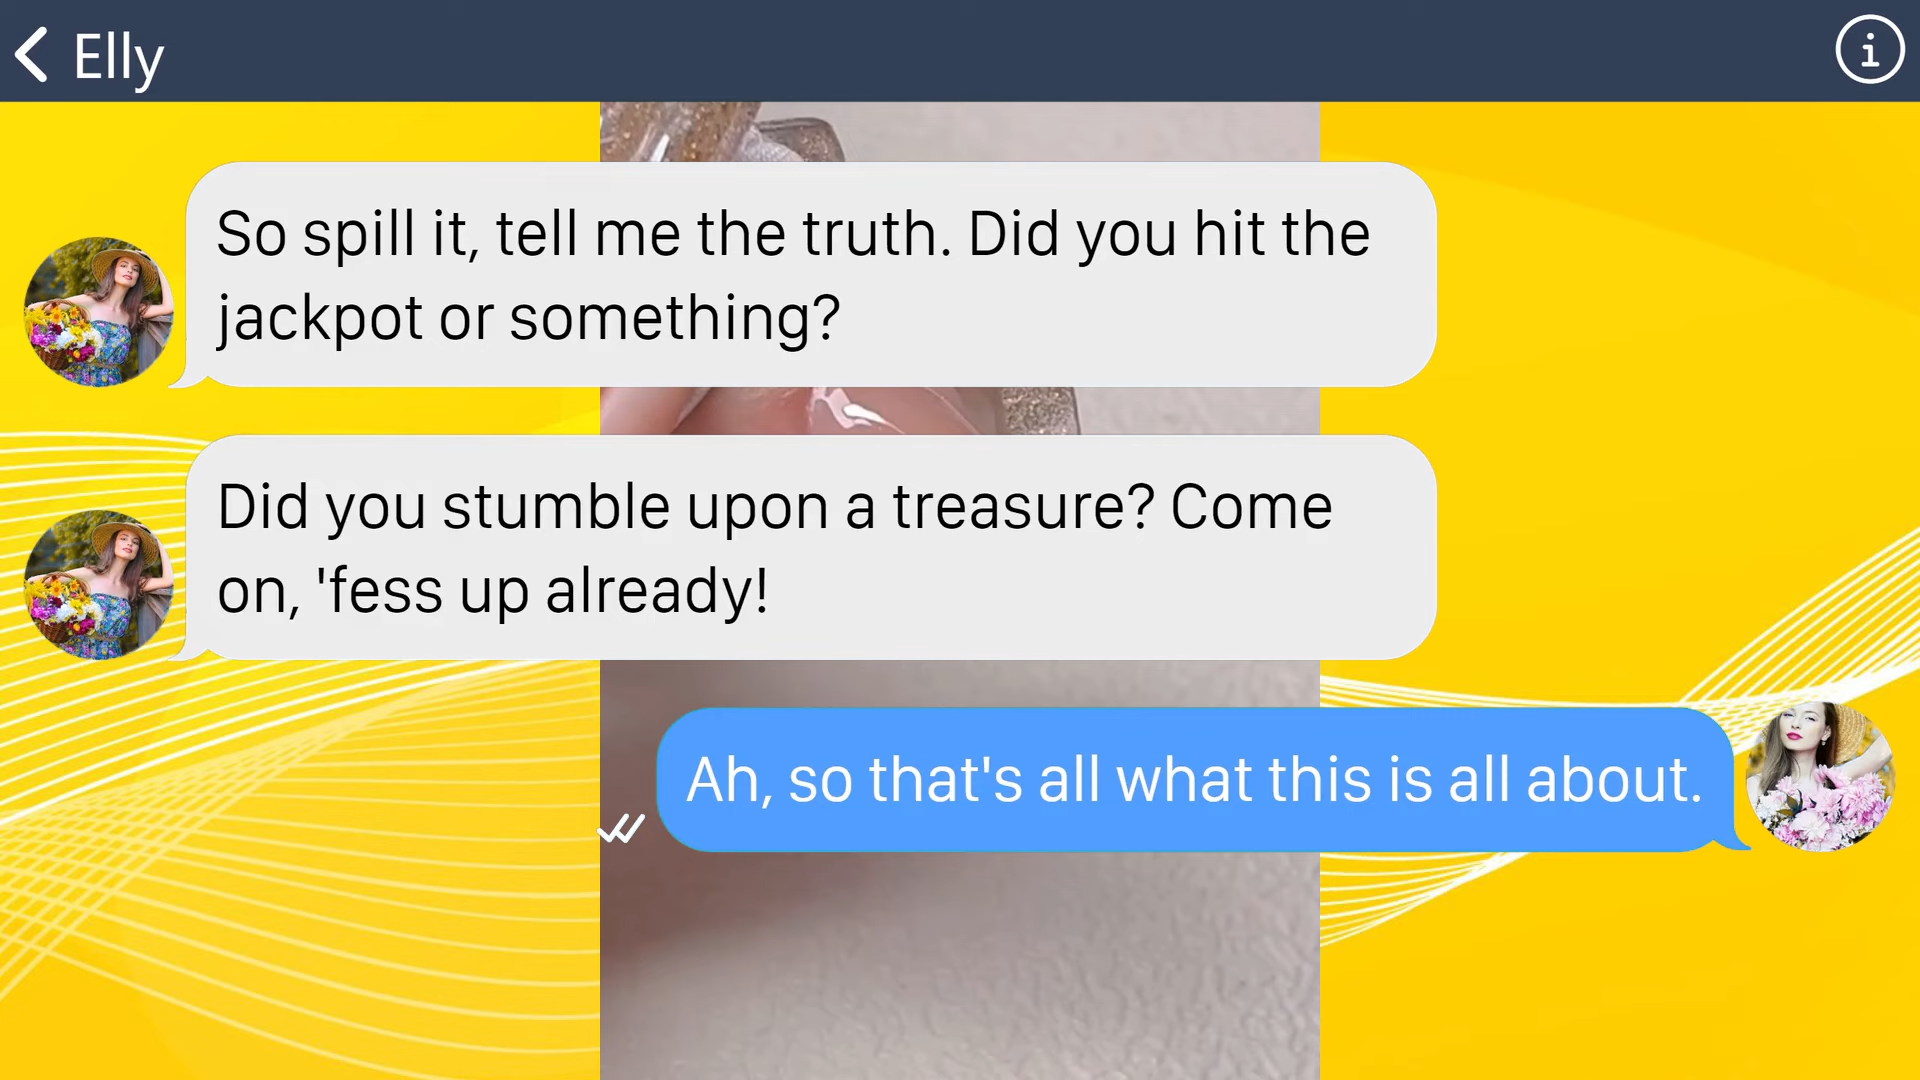 Elly
So spill it, tell me the truth. Did you hit the
jackpot or something?
Did you stumble upon a treasure? Come
on, 'fess up already!
Ah, so that's all what this is all about.